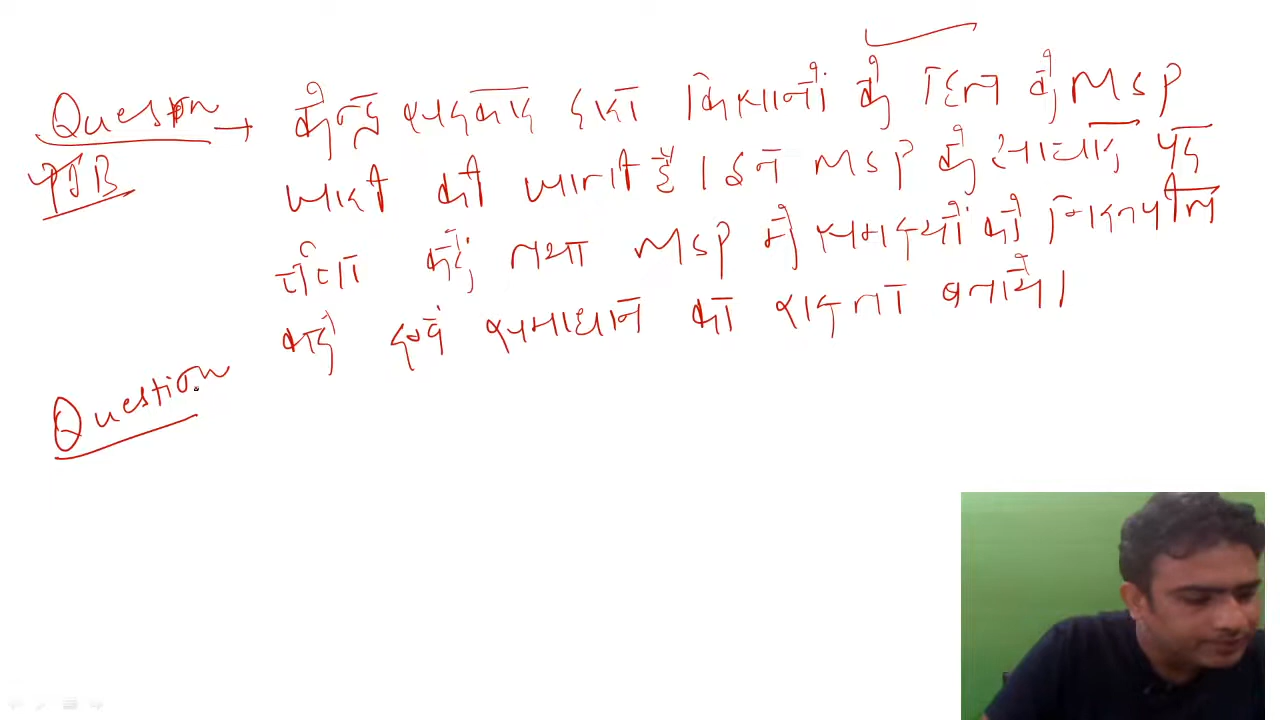 Question → केन्द्र सरकार द्वारा किसानों के हित में MSP
PIB जारी की जाती है। इन MSP के आधार पर
चर्चा करें, तथा MSP में समस्यों को
करें एवं समाधान का रास्ता बतायें।
Question